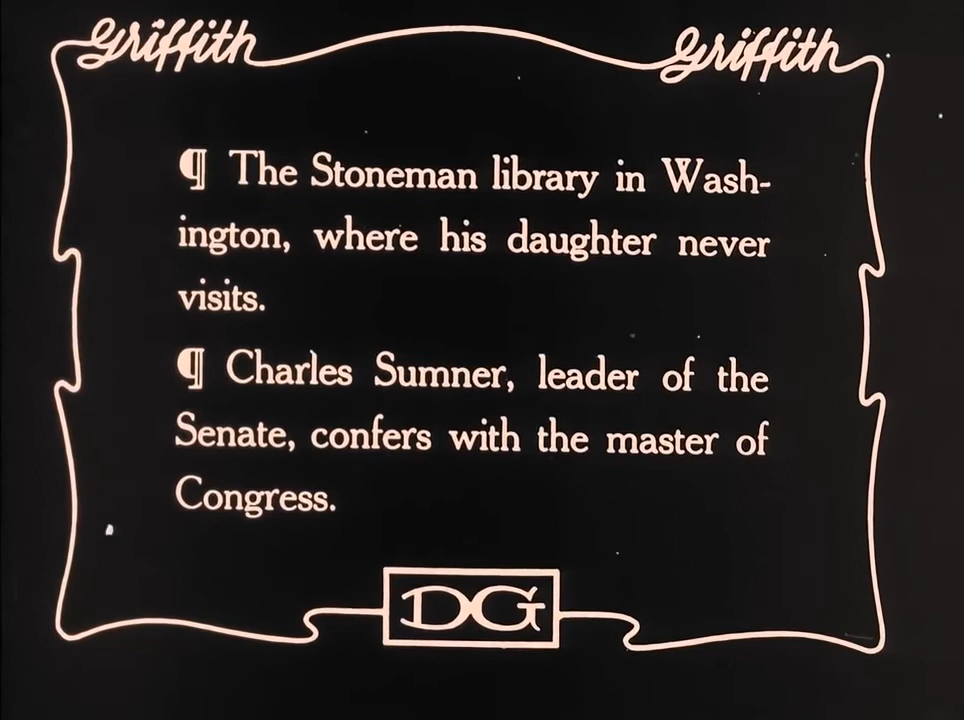 Griffith Griffith
¶ The Stoneman library in Wash-
ington, where his daughter never
visits.
¶ Charles Sumner, leader of the
Senate, confers with the master of
Congress.
DG